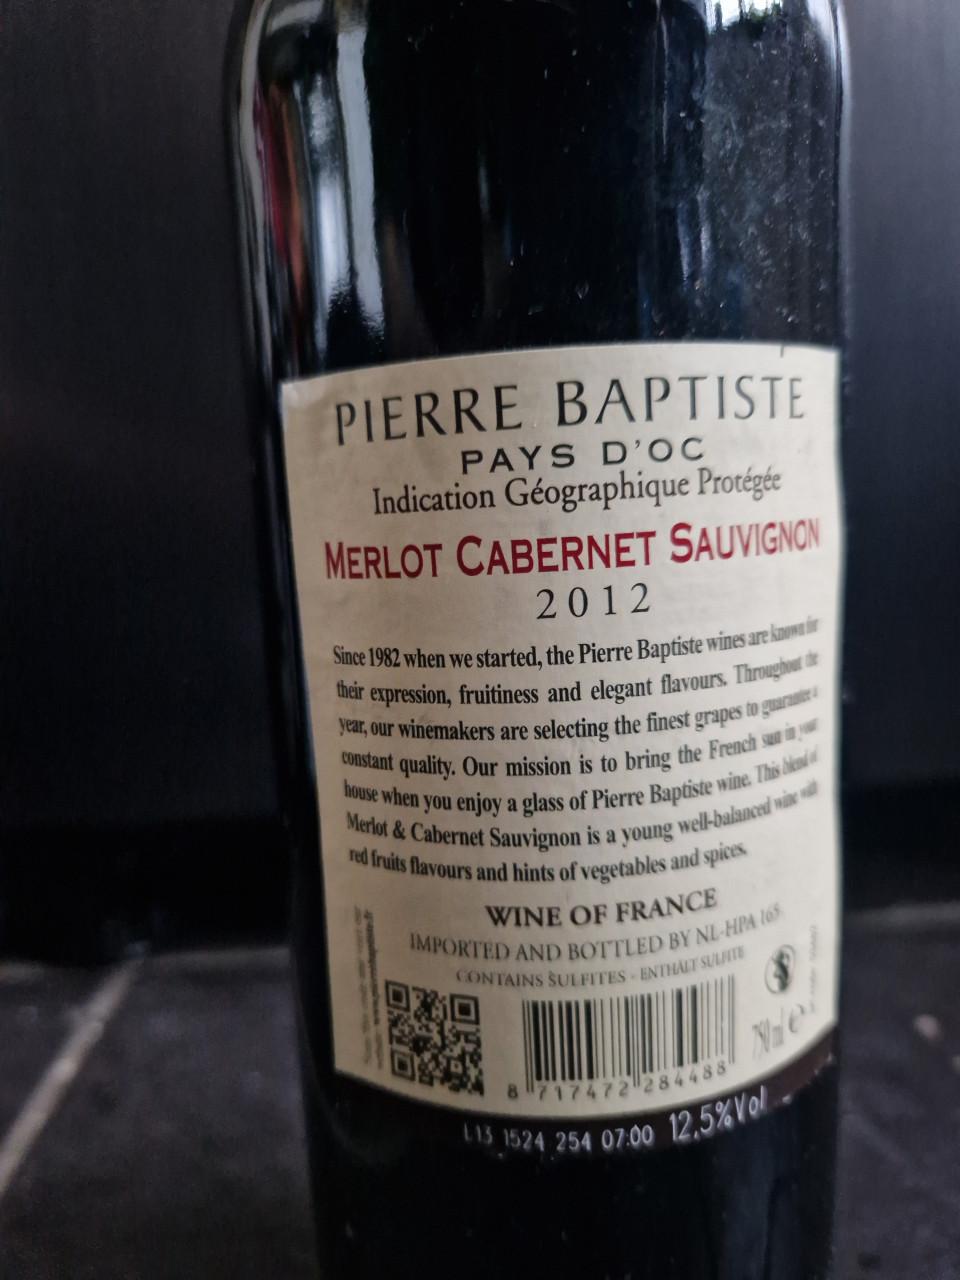 PIERRE BAPTISTE
PAYS D'OC
Indication Géographique Protégée
MERLOT CABERNET SAUVIGNON
2012
Since 1982 when we started, the Pierre Baptiste wines are known for
their expression, fruitiness and elegant flavours. Throughout the
year, our winemakers are selecting the finest grapes to guarantee a
constant quality. Our mission is to bring the French sun in your
house when you enjoy a glass of Pierre Baptiste wine. This blend of
Merlot & Cabernet Sauvignon is a young well-balanced wine with
red fruits flavours and hints of vegetables and spices.
WINE OF FRANCE
IMPORTED AND BOTTLED BY NL-HPA 165
CONTAINS SULFITES - ENTHÄLT SULFITE
750 ml e
8 717472 284488
L13 1524 254 07:00 12,5%Vol